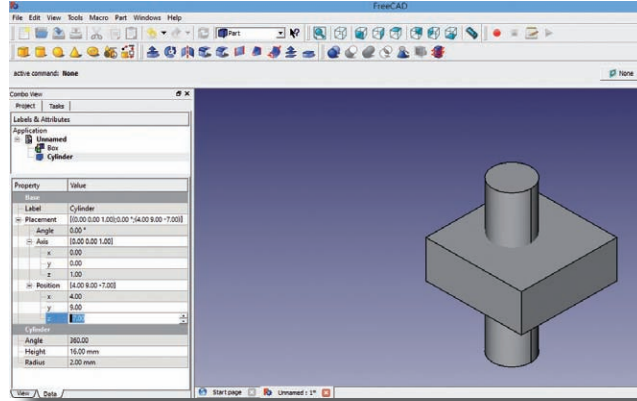 FreeCAD
File Edit View Tools Macro Part Windows Help
Part
active command: None
None
Combo View
Project Tasks
Labels & Attributes
Application
Unnamed
Box
Cylinder
Property Value
Base
Label Cylinder
Placement [(0.00 0.00 1.00);0.00 °;(4.00 9.00 -7.00)]
Angle 0.00 °
Axis [0.00 0.00 1.00]
x 0.00
y 0.00
z 1.00
Position [4.00 9.00 -7.00]
x 4.00
y 9.00
z -7.00
Cylinder
Angle 360.00
Height 16.00 mm
Radius 2.00 mm
View Data
Start page Unnamed : 1*